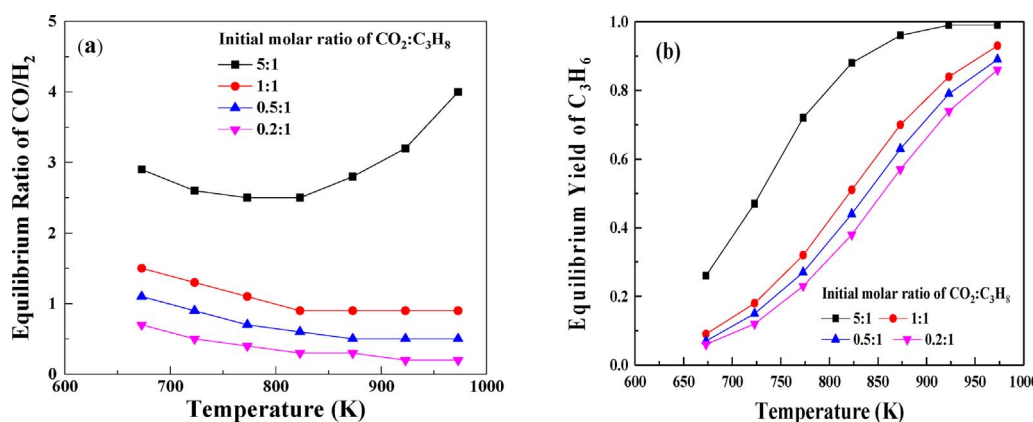 (a)
Initial molar ratio of CO₂:C₃H₈
5:1
1:1
0.5:1
0.2:1
Equilibrium Ratio of CO/H₂
5
4
3
2
1
0
600 700 800 900 1000
Temperature (K)
(b)
Equilibrium Yield of C₃H₆
1.0
0.8
0.6
0.4
0.2
0.0
Initial molar ratio of CO₂:C₃H₈
5:1 1:1
0.5:1 0.2:1
600 650 700 750 800 850 900 950 1000
Temperature (K)